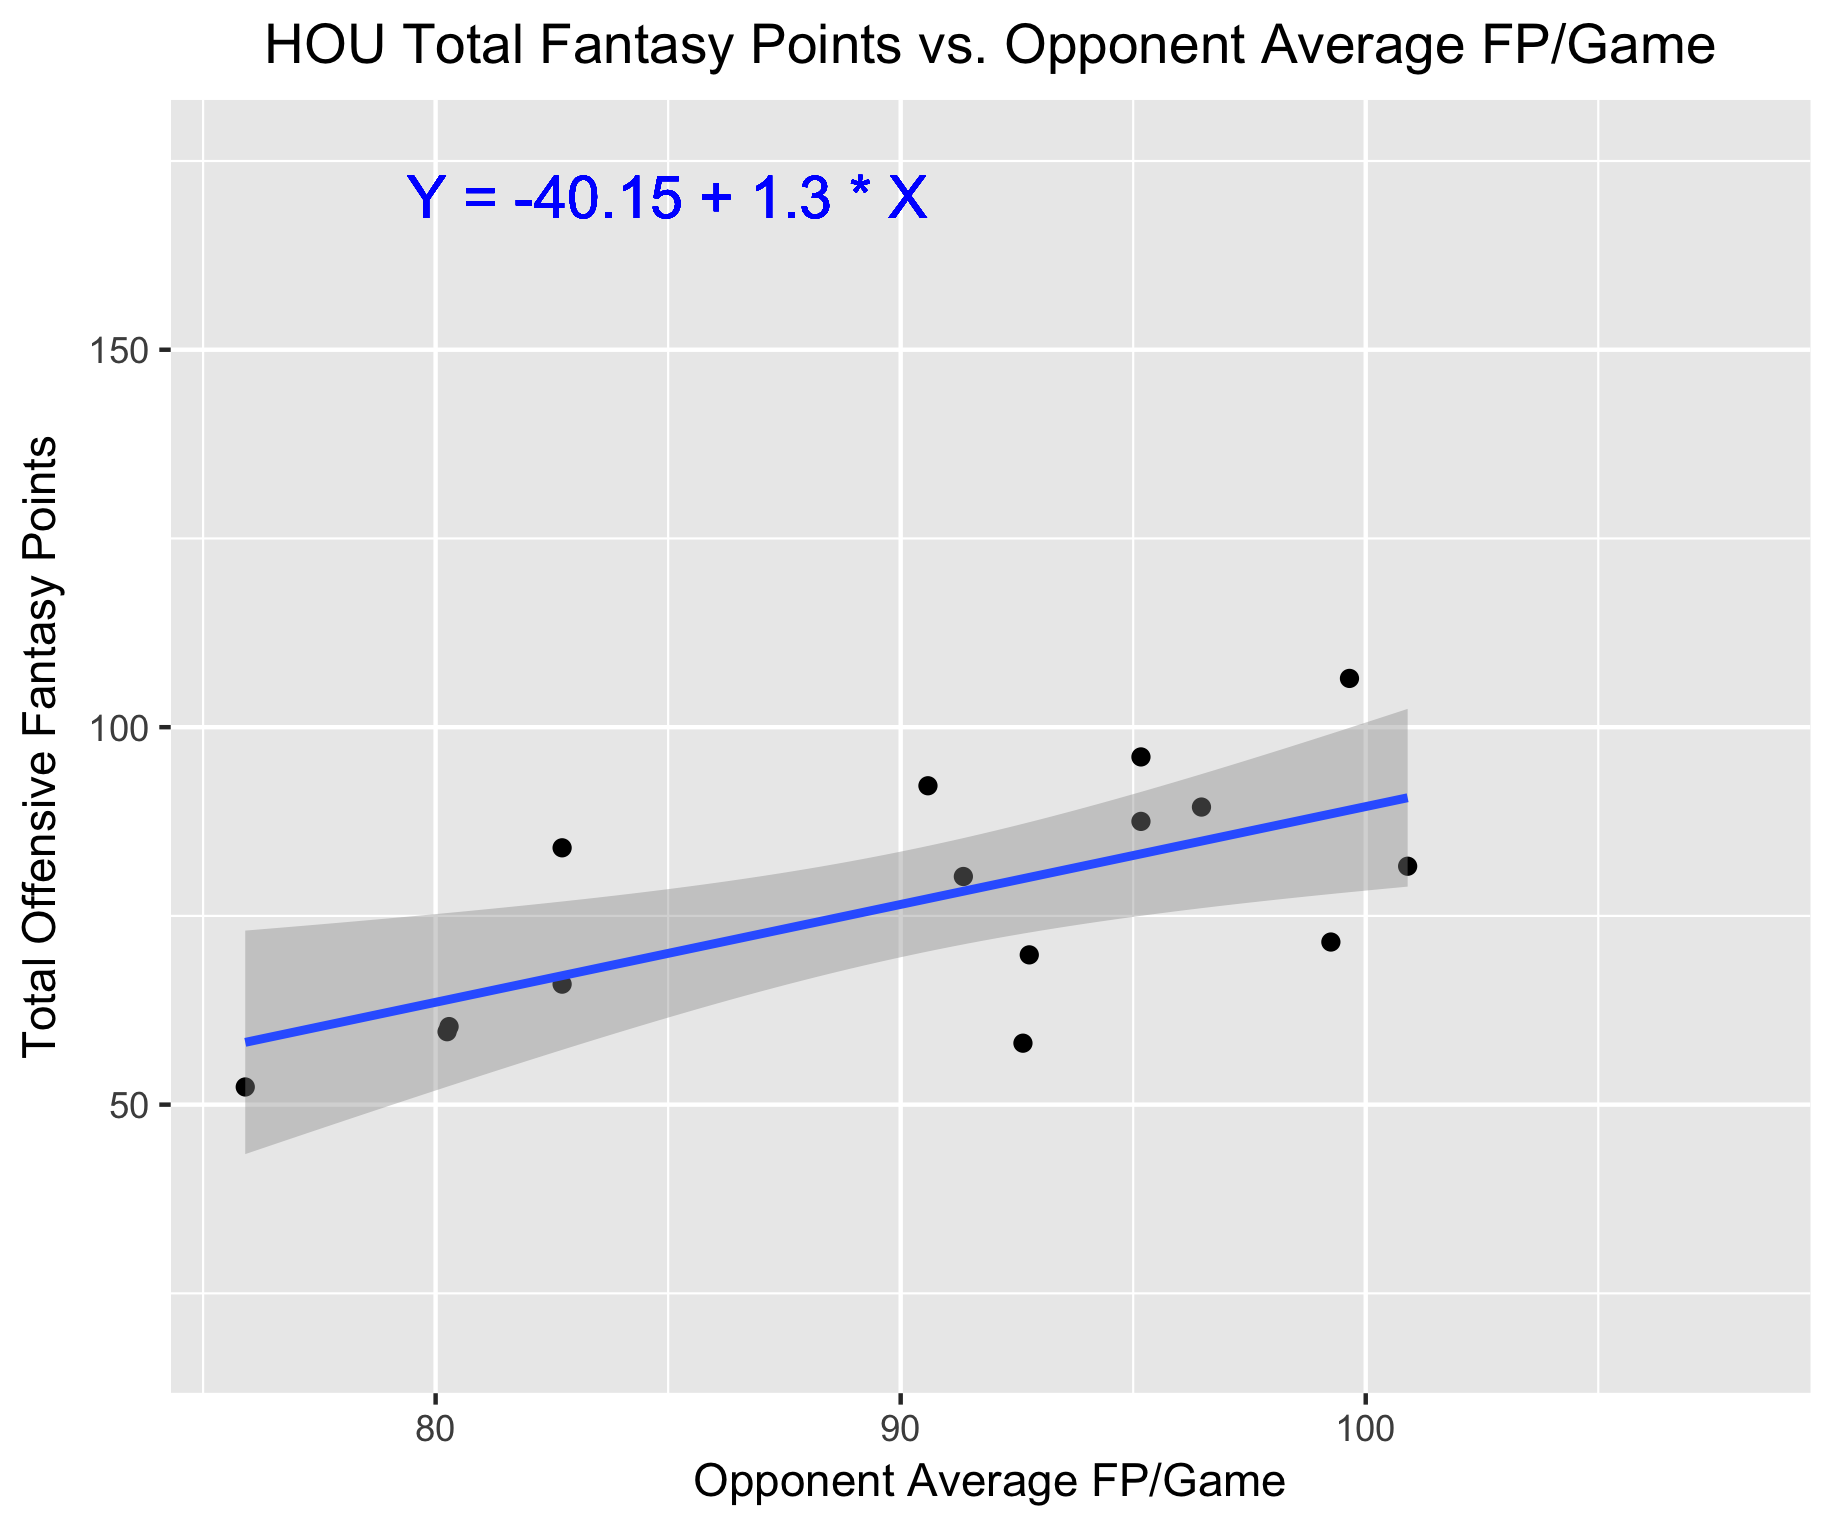 HOU Total Fantasy Points vs. Opponent Average FP/Game
Y = -40.15 + 1.3 * X
Total Offensive Fantasy Points
150
100
50
80
90
100
Opponent Average FP/Game